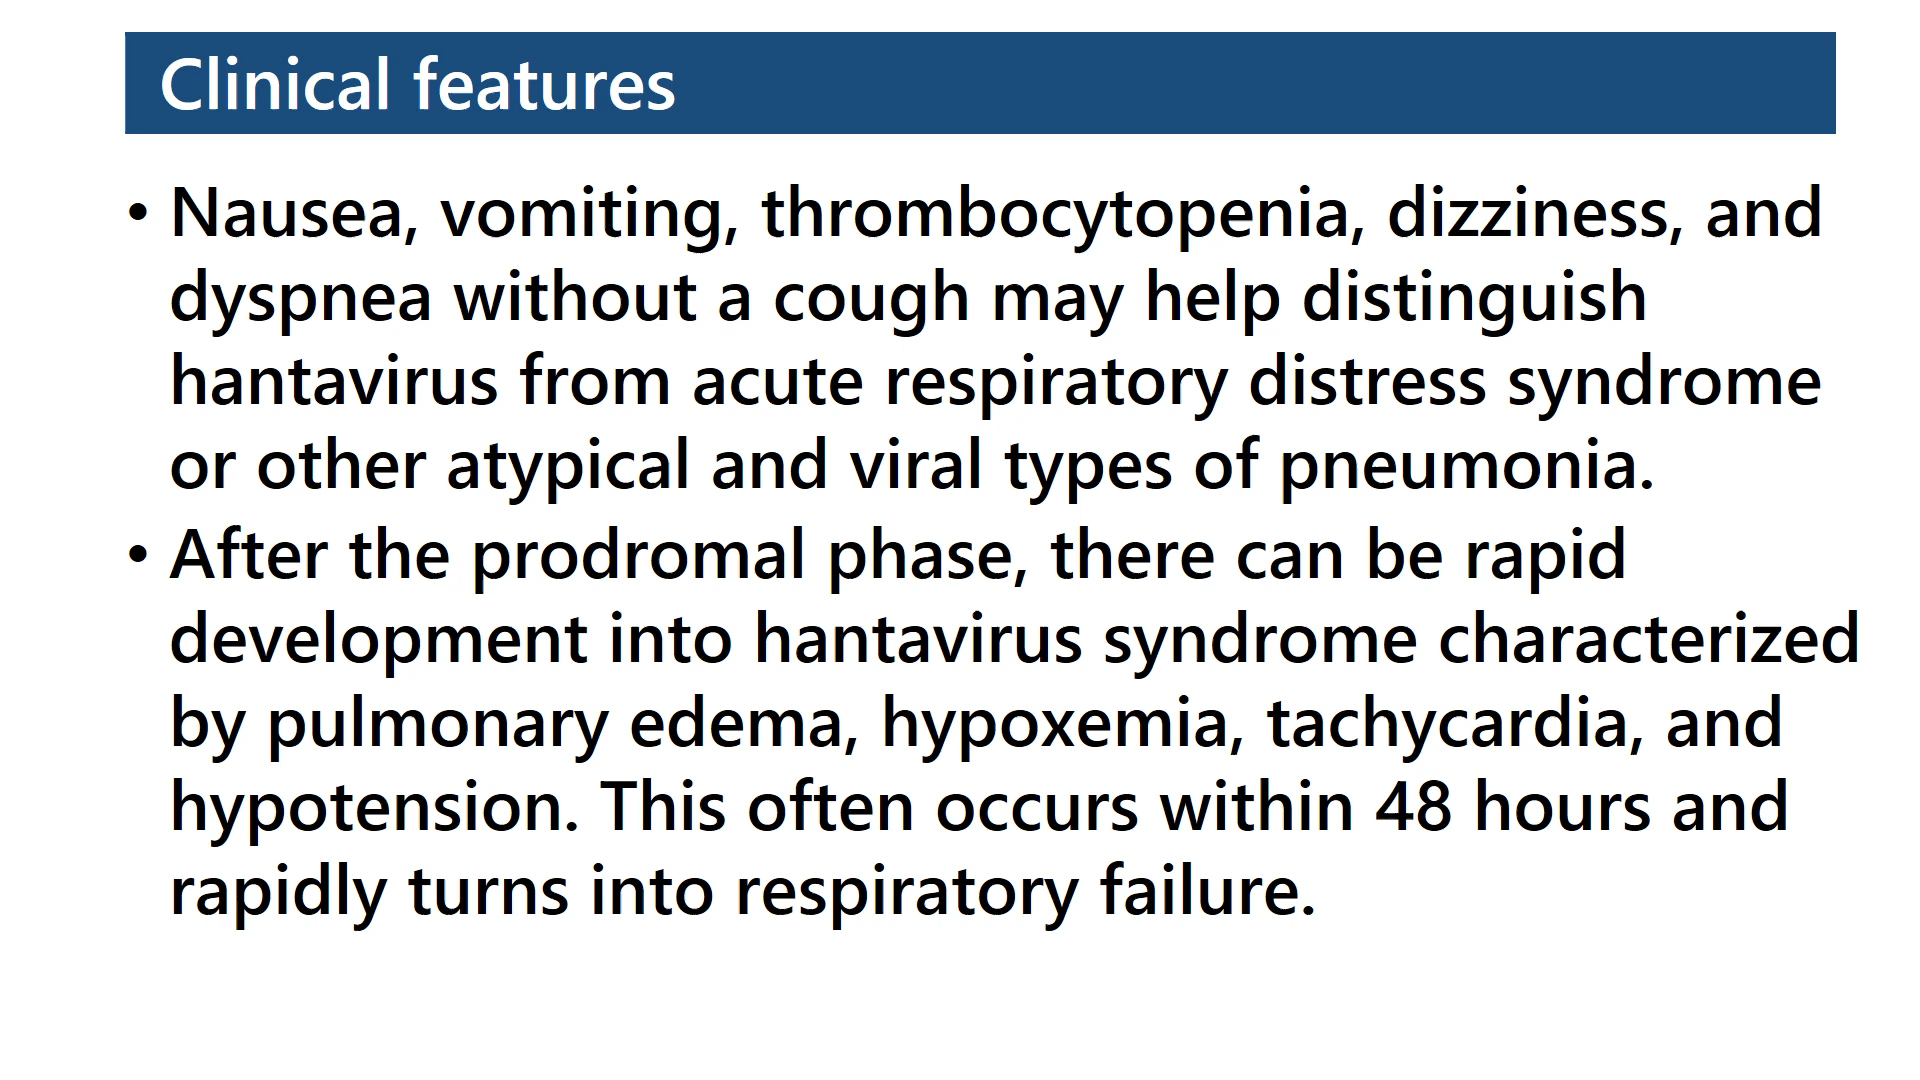 Clinical features
• Nausea, vomiting, thrombocytopenia, dizziness, and
dyspnea without a cough may help distinguish
hantavirus from acute respiratory distress syndrome
or other atypical and viral types of pneumonia.
• After the prodromal phase, there can be rapid
development into hantavirus syndrome characterized
by pulmonary edema, hypoxemia, tachycardia, and
hypotension. This often occurs within 48 hours and
rapidly turns into respiratory failure.